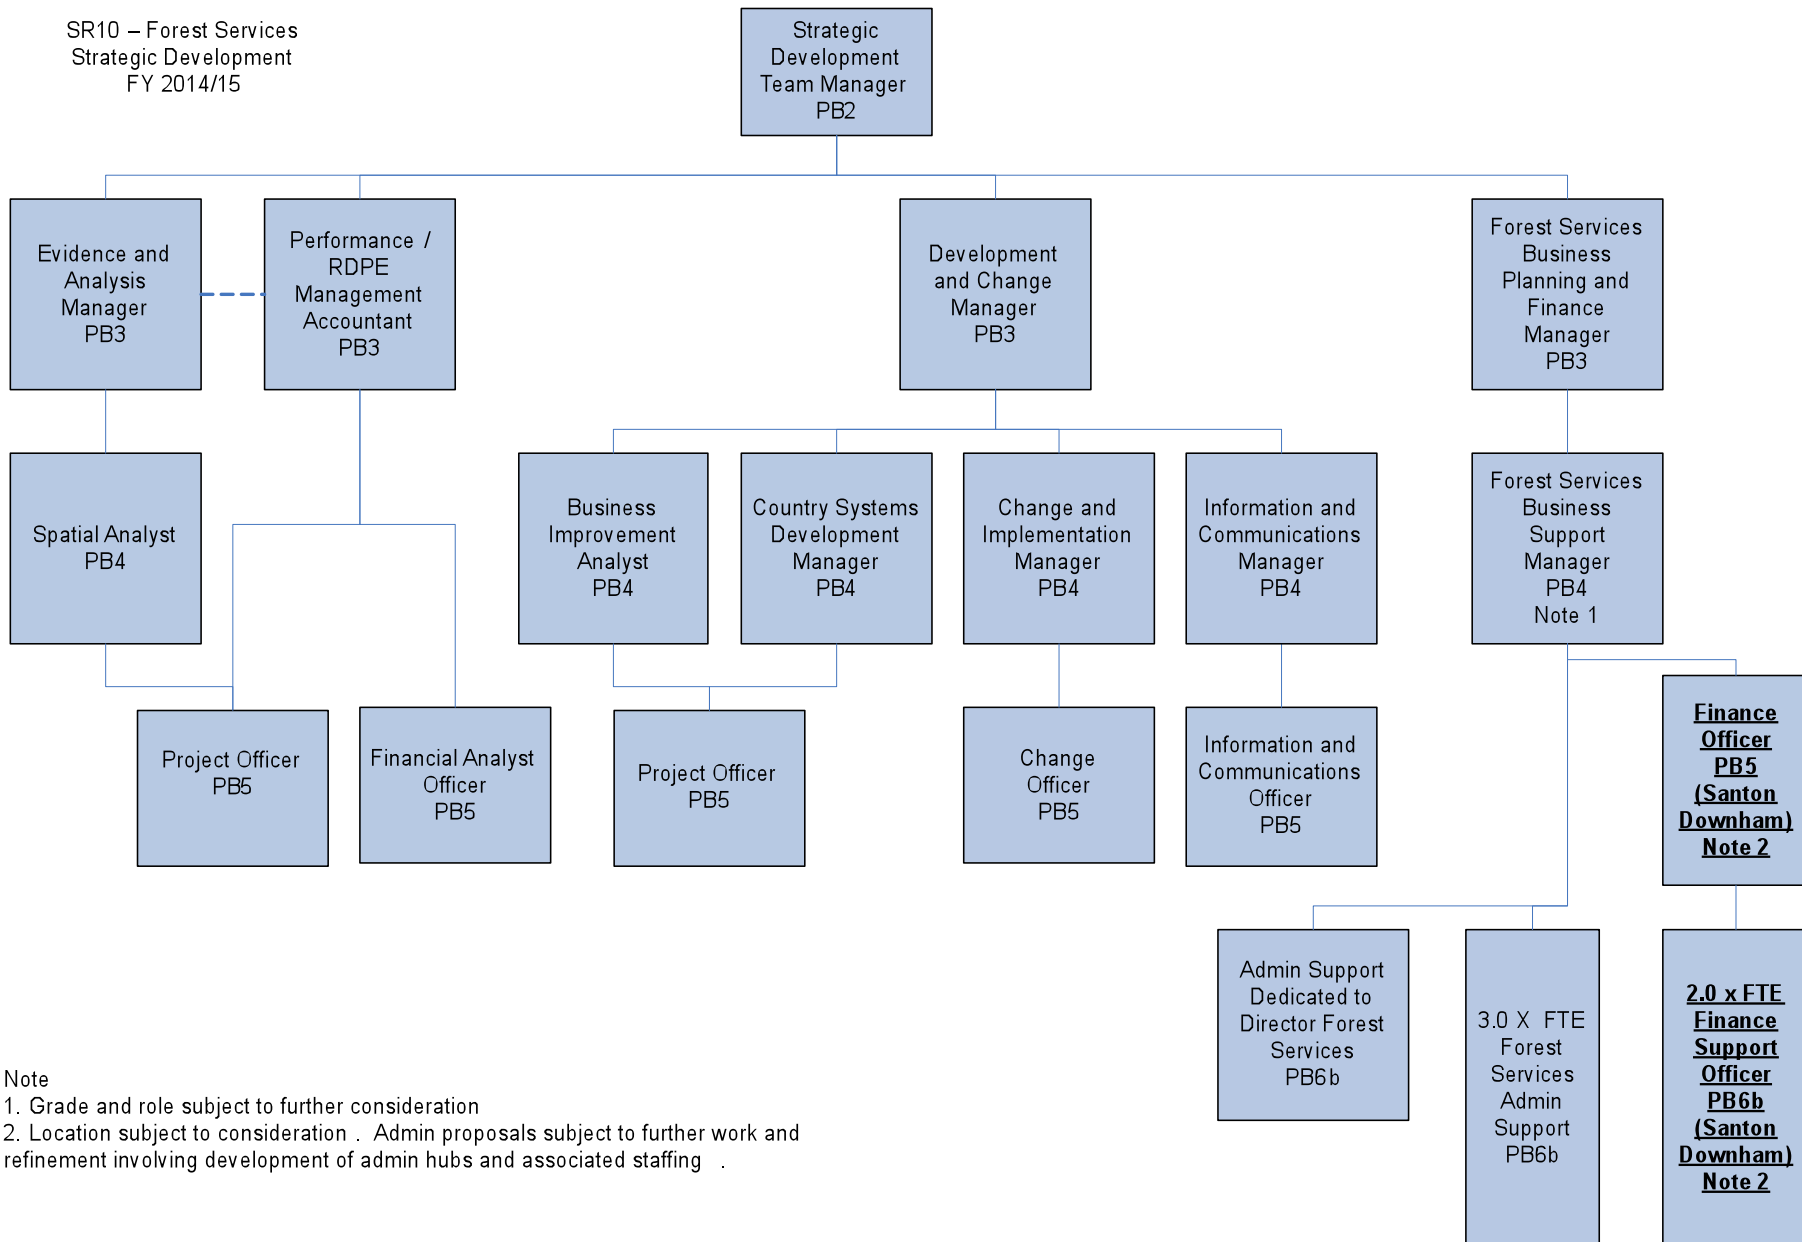 SR10 – Forest Services
Strategic Development
FY 2014/15
Strategic
Development
Team Manager
PB2
Evidence and
Analysis
Manager
PB3
Performance /
RDPE
Management
Accountant
PB3
Development
and Change
Manager
PB3
Forest Services
Business
Planning and
Finance
Manager
PB3
Spatial Analyst
PB4
Business
Improvement
Analyst
PB4
Country Systems
Development
Manager
PB4
Change and
Implementation
Manager
PB4
Information and
Communications
Manager
PB4
Forest Services
Business
Support
Manager
PB4
Note 1
Project Officer
PB5
Financial Analyst
Officer
PB5
Project Officer
PB5
Change
Officer
PB5
Information and
Communications
Officer
PB5
Finance
Officer
PB5
(Santon
Downham)
Note 2
Admin Support
Dedicated to
Director Forest
Services
PB6b
3.0 X  FTE
Forest
Services
Admin
Support
PB6b
2.0 x FTE
Finance
Support
Officer
PB6b
(Santon
Downham)
Note 2
Note
1. Grade and role subject to further consideration
2. Location subject to consideration .  Admin proposals subject to further work and
refinement involving development of admin hubs and associated staffing  .